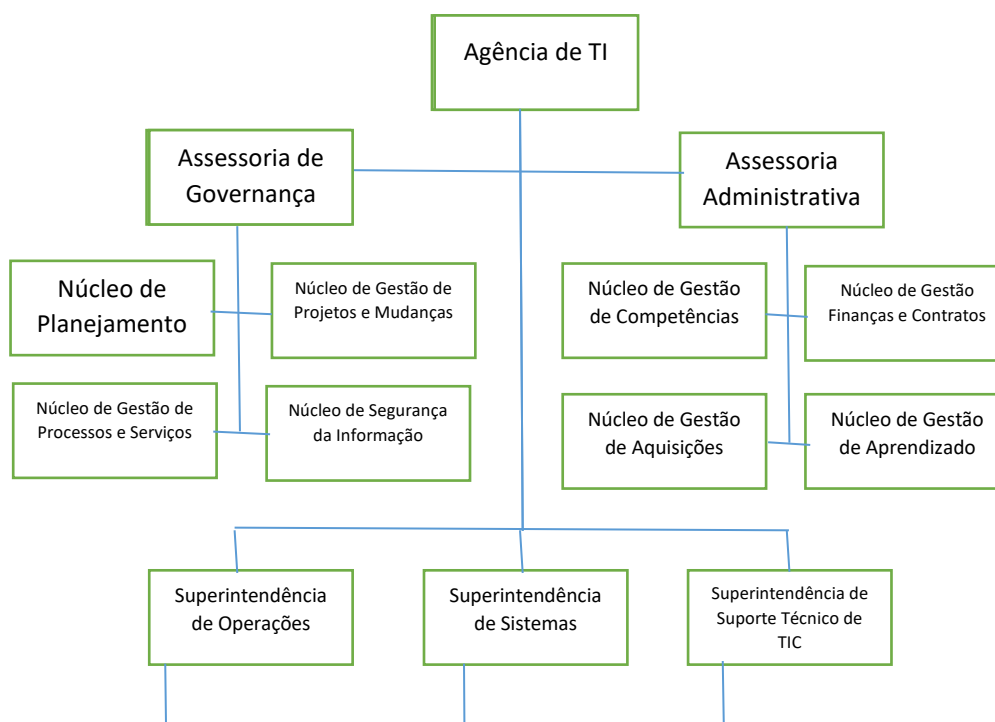 Agência de TI
Assessoria de
Governança
Assessoria
Administrativa
Núcleo de
Planejamento
Núcleo de Gestão de
Projetos e Mudanças
Núcleo de Gestão
de Competências
Núcleo de Gestão
Finanças e Contratos
Núcleo de Gestão de
Processos e Serviços
Núcleo de Segurança
da Informação
Núcleo de Gestão
de Aquisições
Núcleo de Gestão
de Aprendizado
Superintendência
de Operações
Superintendência
de Sistemas
Superintendência de
Suporte Técnico de
TIC